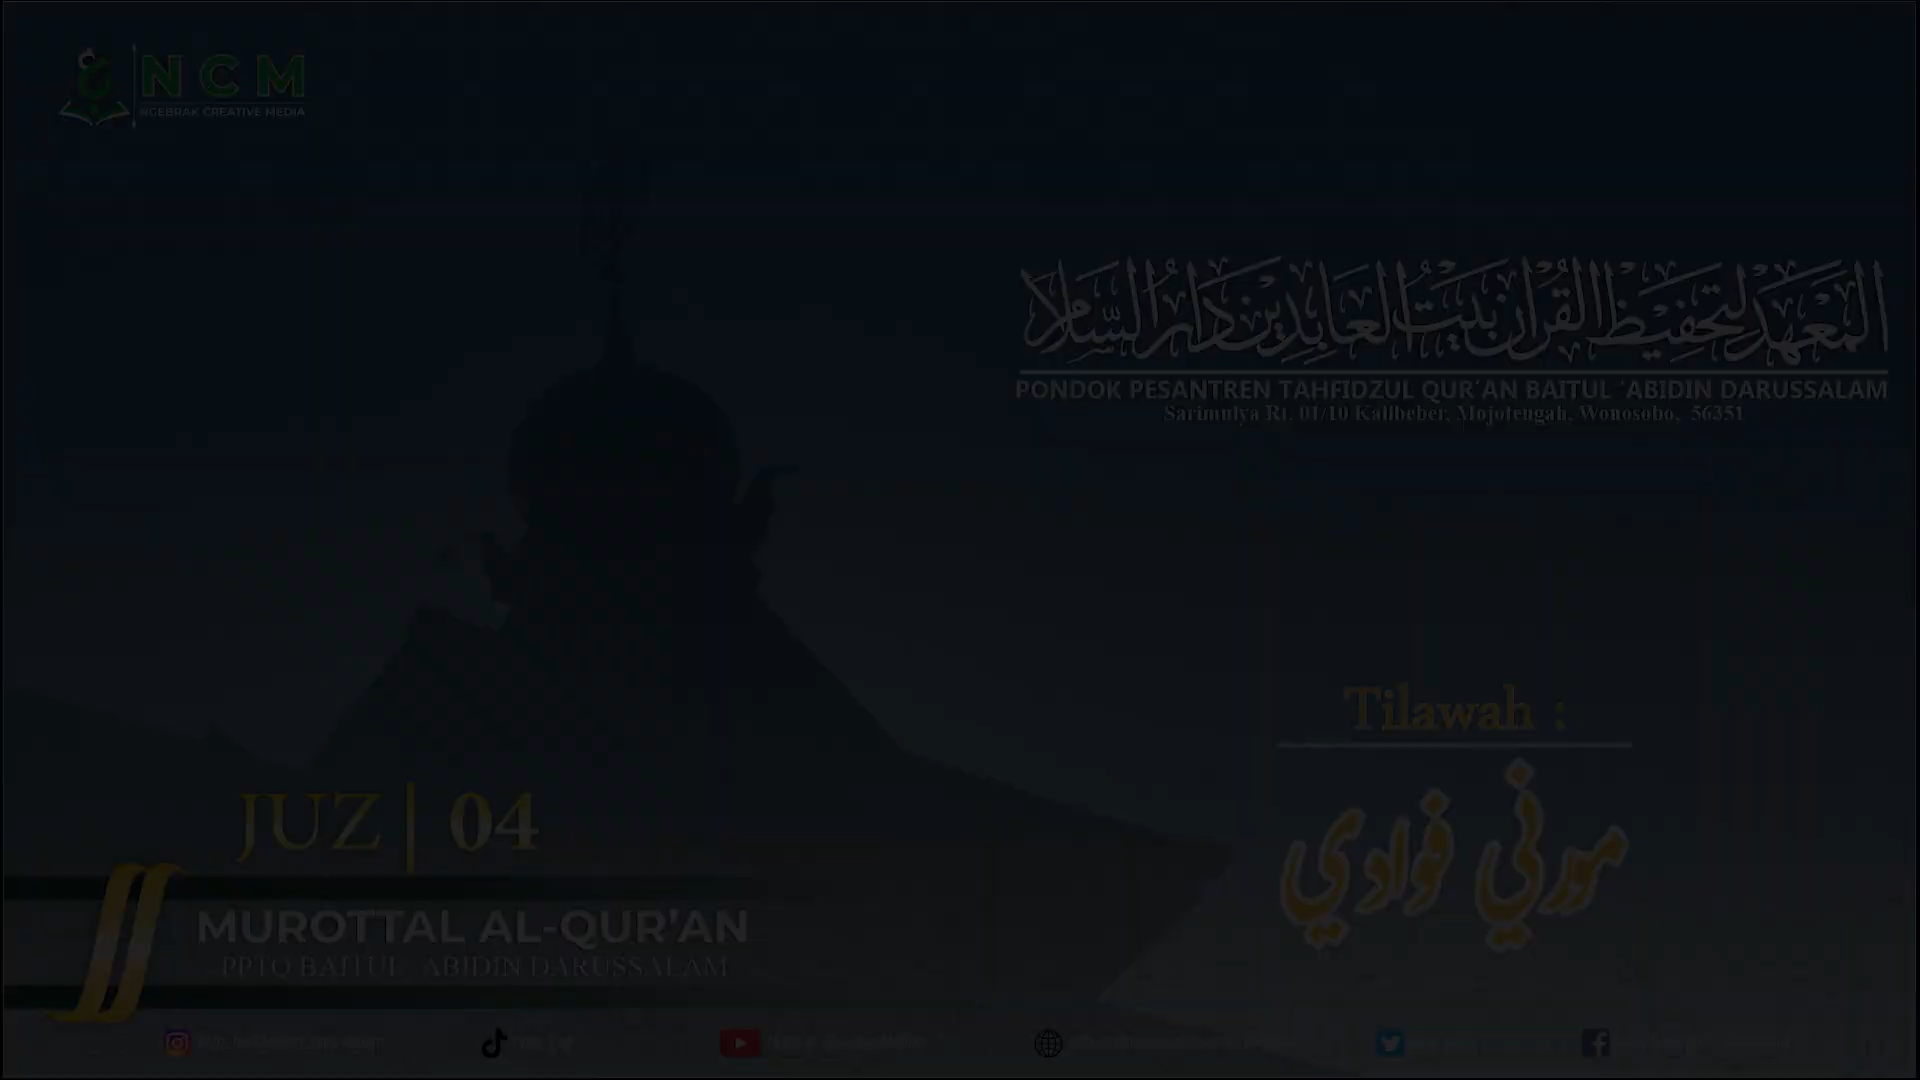 NCM
NGEBRAK CREATIVE MEDIA
المعهد لتحفيظ القرآن بيت العابدين دار السلام
PONDOK PESANTREN TAHFIDZUL QUR'AN BAITUL 'ABIDIN DARUSSALAM
Sarimulya Rt. 01/10 Kalibeber, Mojotengah, Wonosobo, 56351
Tilawah :
مورني فوادي
JUZ | 04
MUROTTAL AL-QUR'AN
PPTQ BAITUL 'ABIDIN DARUSSALAM